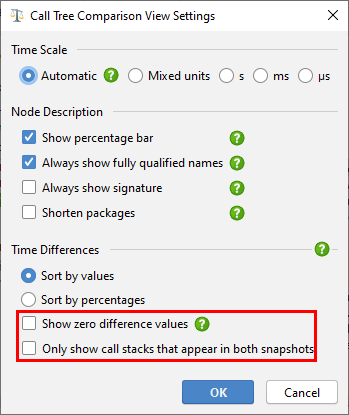 Call Tree Comparison View Settings
Time Scale
Automatic ? Mixed units s ms µs
Node Description
Show percentage bar ?
Always show fully qualified names ?
Always show signature ?
Shorten packages ?
Time Differences ?
Sort by values
Sort by percentages
Show zero difference values ?
Only show call stacks that appear in both snapshots
OK Cancel